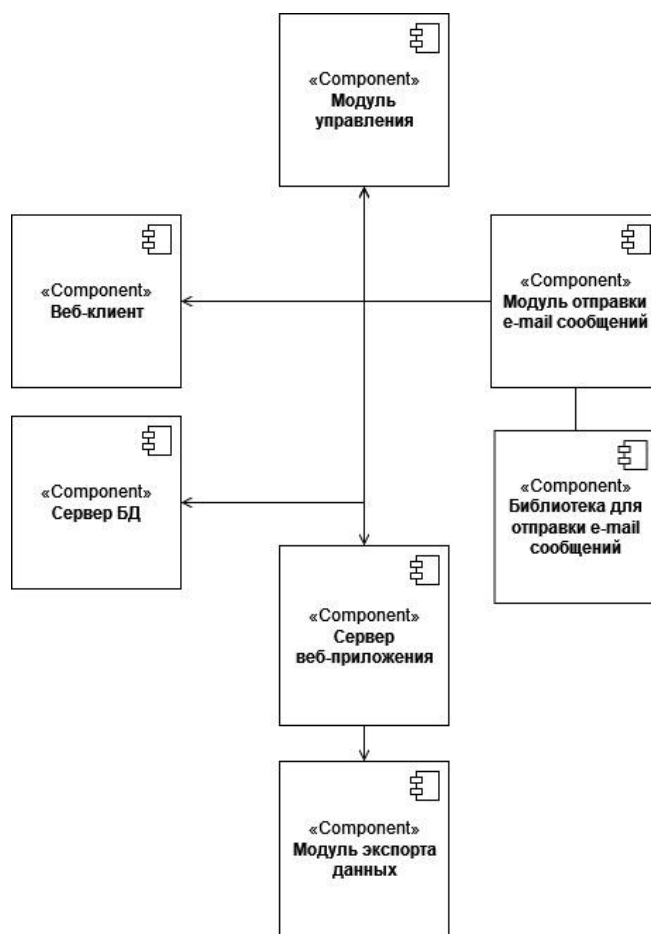 «Component»
Модуль
управления
«Component»
Веб-клиент
«Component»
Модуль отправки
e-mail сообщений
«Component»
Сервер БД
«Component»
Библиотека для
отправки e-mail
сообщений
«Component»
Сервер
веб-приложения
«Component»
Модуль экспорта
данных